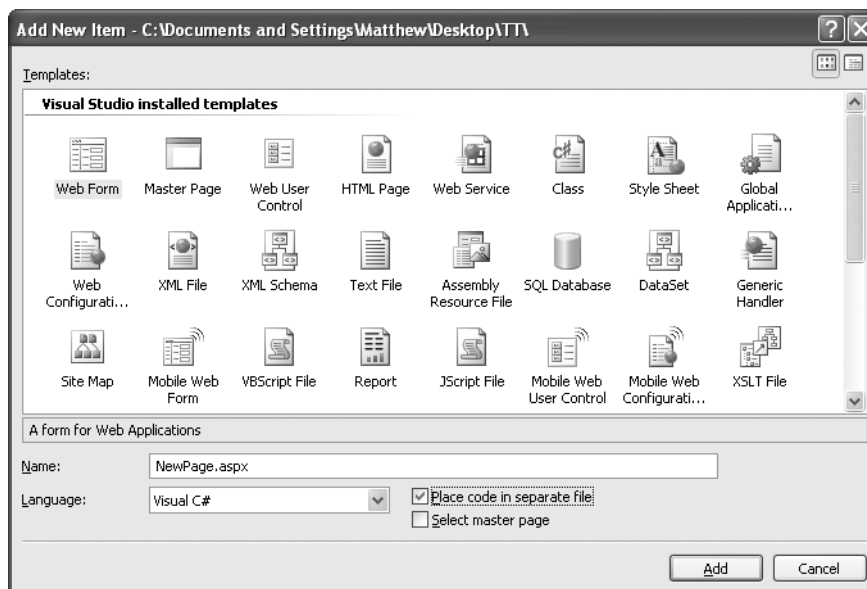 Add New Item - C:\Documents and Settings\Matthew\Desktop\TT\
Templates:
Visual Studio installed templates
Web Form
Master Page
Web User Control
HTML Page
Web Service
Class
Style Sheet
Global Applicati...
Web Configurati...
XML File
XML Schema
Text File
Assembly Resource File
SQL Database
DataSet
Generic Handler
Site Map
Mobile Web Form
VBScript File
Report
JScript File
Mobile Web User Control
Mobile Web Configurati...
XSLT File
A form for Web Applications
Name: NewPage.aspx
Language: Visual C#
Place code in separate file
Select master page
Add
Cancel